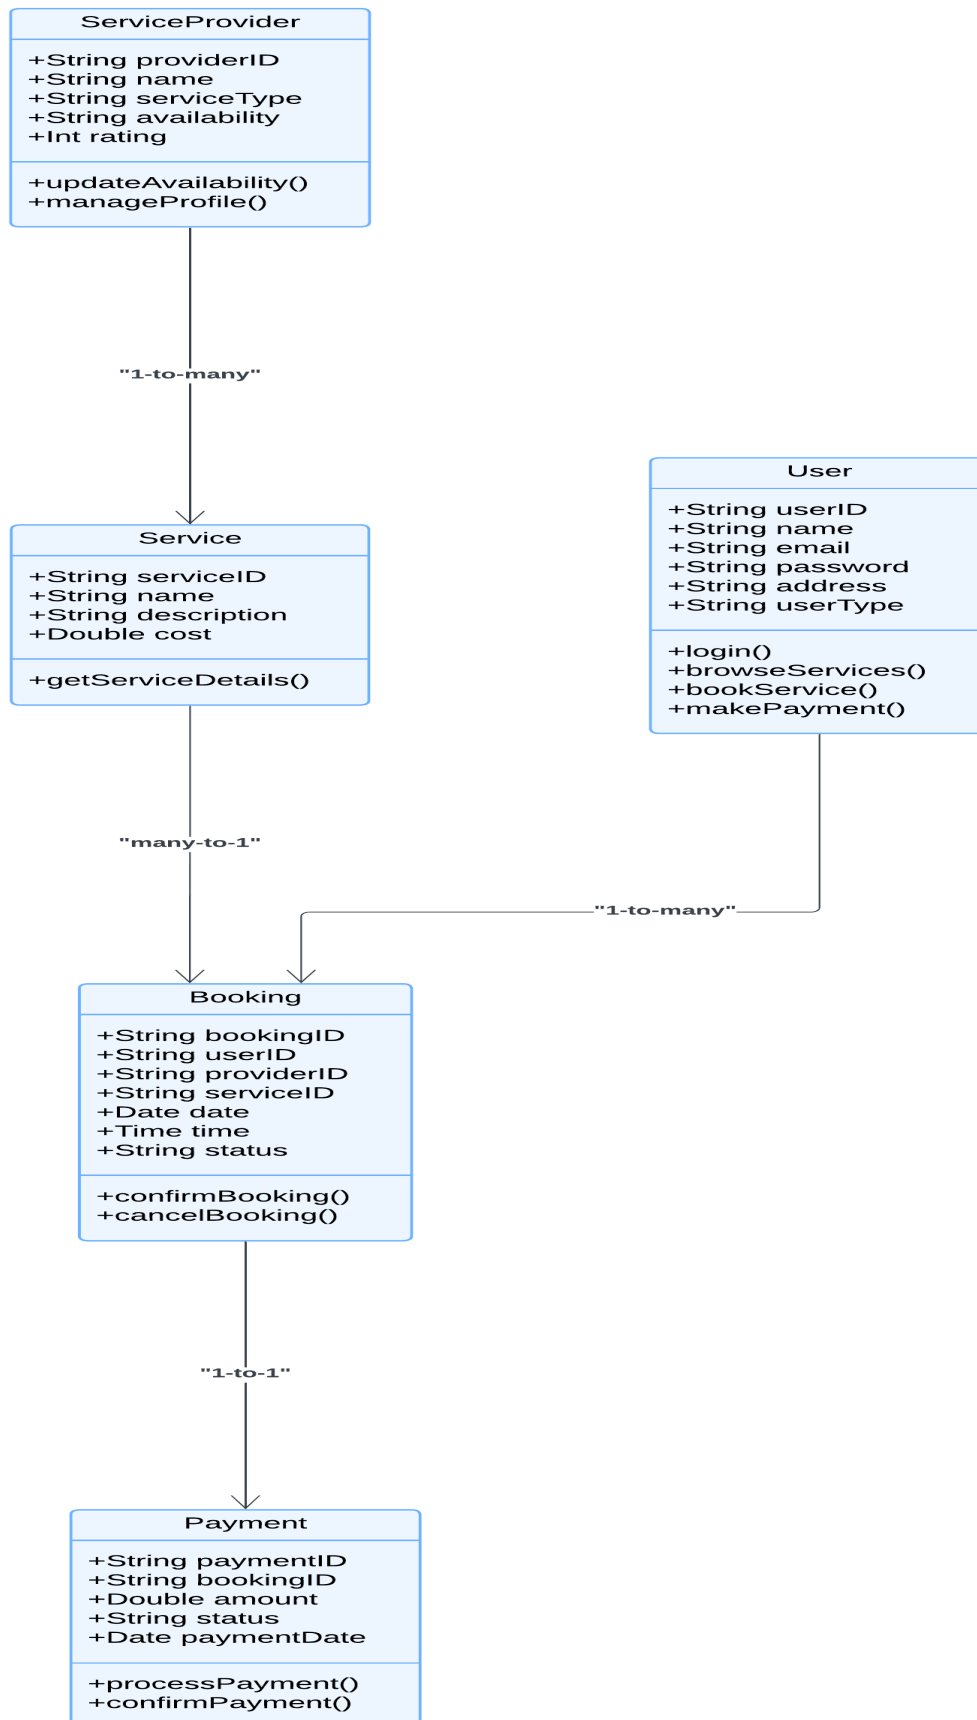 ServiceProvider
+String providerID
+String name
+String serviceType
+String availability
+Int rating
+updateAvailability()
+manageProfile()
"1-to-many"
User
+String userID
+String name
+String email
+String password
+String address
+String userType
+login()
+browseServices()
+bookService()
+makePayment()
Service
+String serviceID
+String name
+String description
+Double cost
+getServiceDetails()
"many-to-1"
"1-to-many"
Booking
+String bookingID
+String userID
+String providerID
+String serviceID
+Date date
+Time time
+String status
+confirmBooking()
+cancelBooking()
"1-to-1"
Payment
+String paymentID
+String bookingID
+Double amount
+String status
+Date paymentDate
+processPayment()
+confirmPayment()